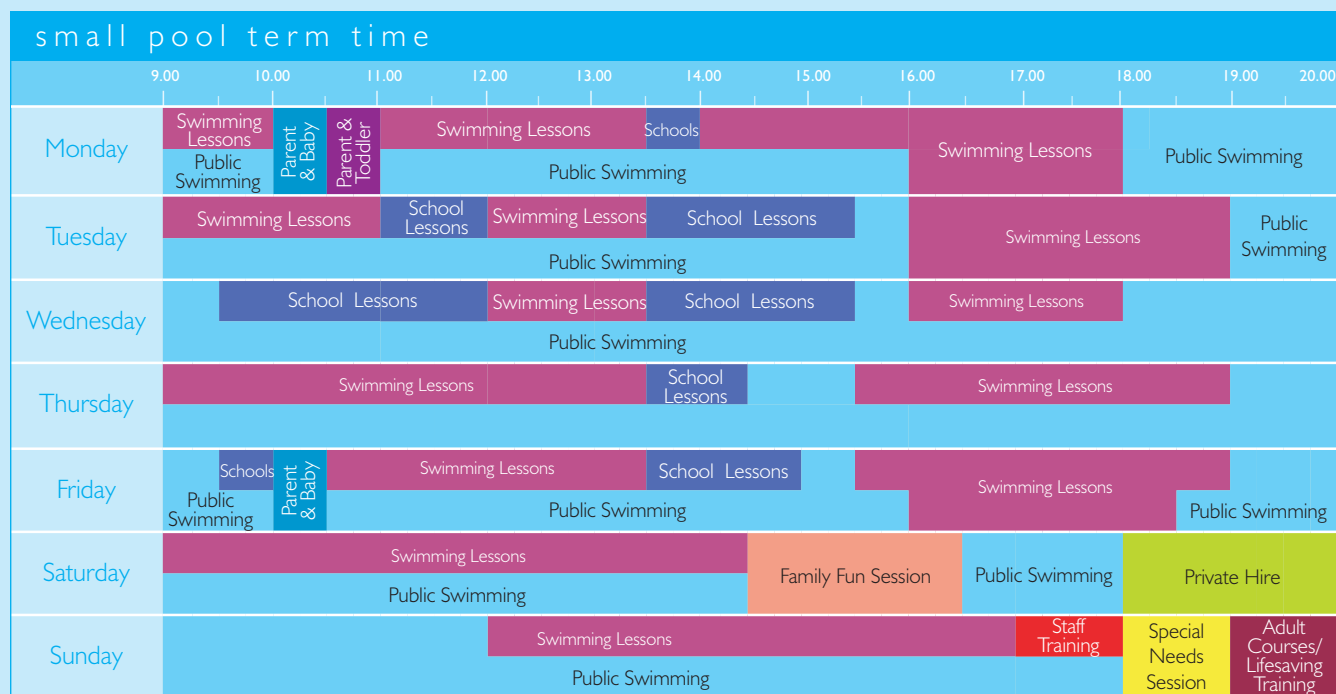 small pool term time
9.00 10.00 11.00 12.00 13.00 14.00 15.00 16.00 17.00 18.00 19.00 20.00
Monday
Swimming
Lessons
Public
Swimming
Parent
& Baby
Parent &
Toddler
Swimming Lessons
Schools
Public Swimming
Swimming Lessons
Public Swimming
Tuesday
Swimming Lessons
School
Lessons
Swimming Lessons
School Lessons
Public Swimming
Swimming Lessons
Public
Swimming
Wednesday
School Lessons
Swimming Lessons
School Lessons
Swimming Lessons
Public Swimming
Thursday
Swimming Lessons
School
Lessons
Swimming Lessons
Friday
Schools
Public
Swimming
Parent
& Baby
Swimming Lessons
School Lessons
Public Swimming
Swimming Lessons
Public Swimming
Saturday
Swimming Lessons
Public Swimming
Family Fun Session
Public Swimming
Private Hire
Sunday
Swimming Lessons
Public Swimming
Staff
Training
Special
Needs
Session
Adult
Courses/
Lifesaving
Training